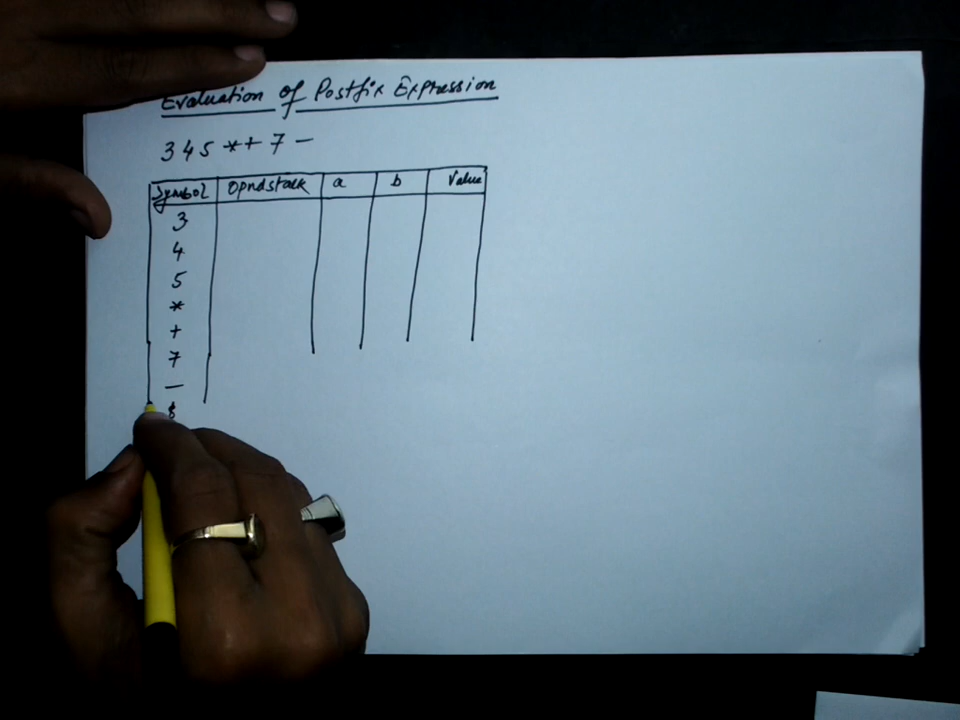 Evaluation of Postfix Expression
3 4 5 * + 7 -
Symbol Opndstack a b Value
3
4
5
*
+
7
-
$